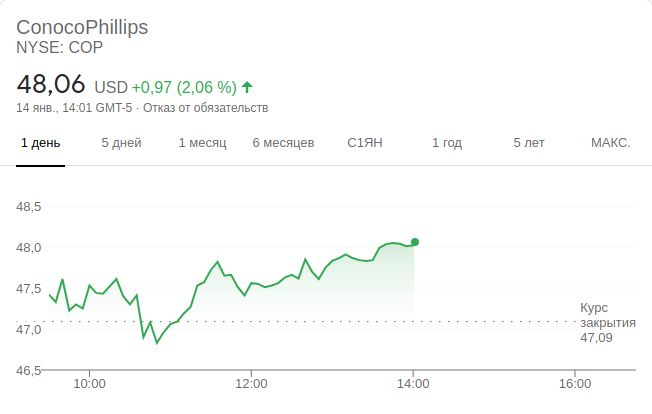 ConocoPhillips
NYSE: COP
48,06 USD +0,97 (2,06 %)
14 янв., 14:01 GMT-5 · Отказ от обязательств
1 день 5 дней 1 месяц 6 месяцев С1ЯН 1 год 5 лет МАКС.
48,5
48,0
47,5
47,0
46,5
Курс
закрытия
47,09
10:00 12:00 14:00 16:00